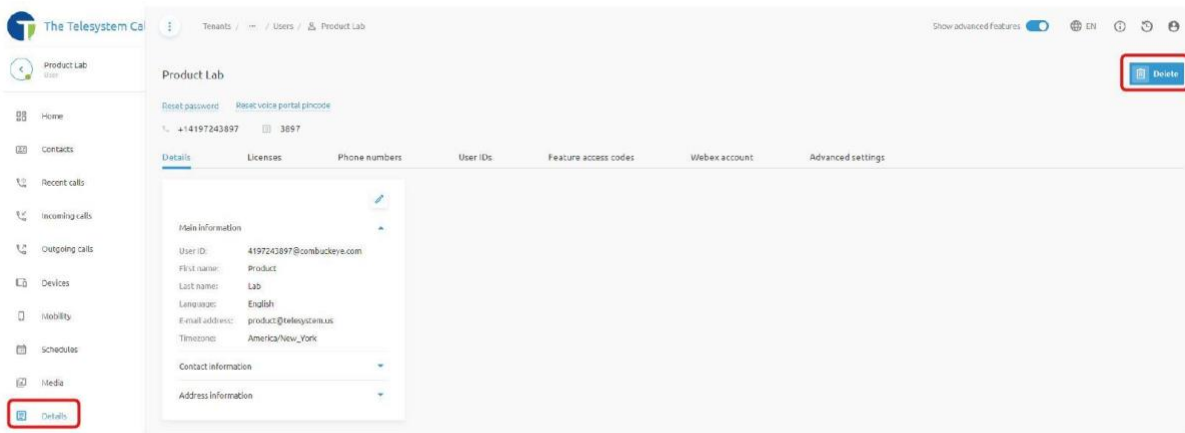 The Telesystem Cal
Tenants / ··· / Users / Product Lab
Show advanced features
EN
Product Lab
User
Product Lab
Delete
Reset password Reset voice portal pincode
+14197243897 3897
Details Licenses Phone numbers User IDs Feature access codes Webex account Advanced settings
Home
Contacts
Recent calls
Incoming calls
Outgoing calls
Devices
Mobility
Schedules
Media
Details
Main information
User ID: 4197243897@combuckeye.com
First name: Product
Last name: Lab
Language: English
E-mail address: product@telesystem.us
Timezone: America/New_York
Contact information
Address information